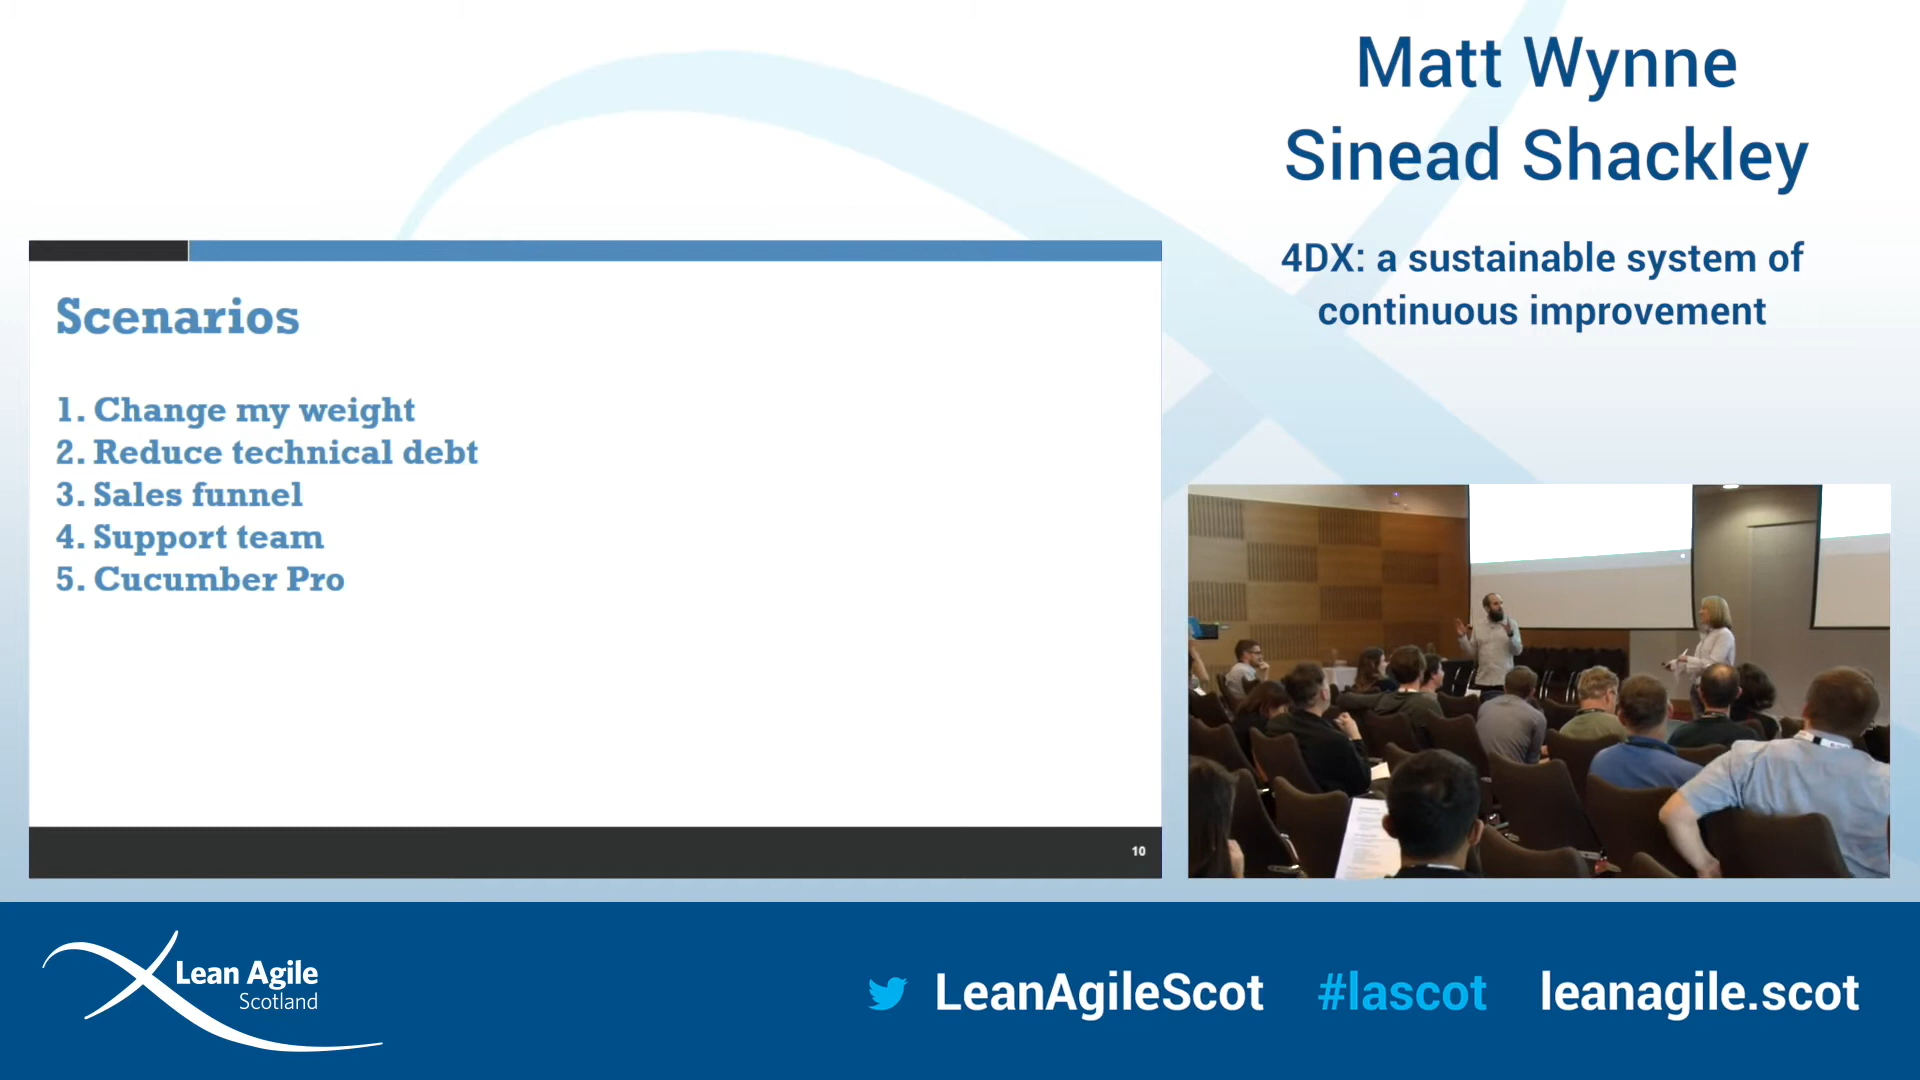 Matt Wynne
Sinead Shackley
4DX: a sustainable system of
continuous improvement
Scenarios
1. Change my weight
2. Reduce technical debt
3. Sales funnel
4. Support team
5. Cucumber Pro
10
Lean Agile
Scotland
LeanAgileScot
#lascot
leanagile.scot